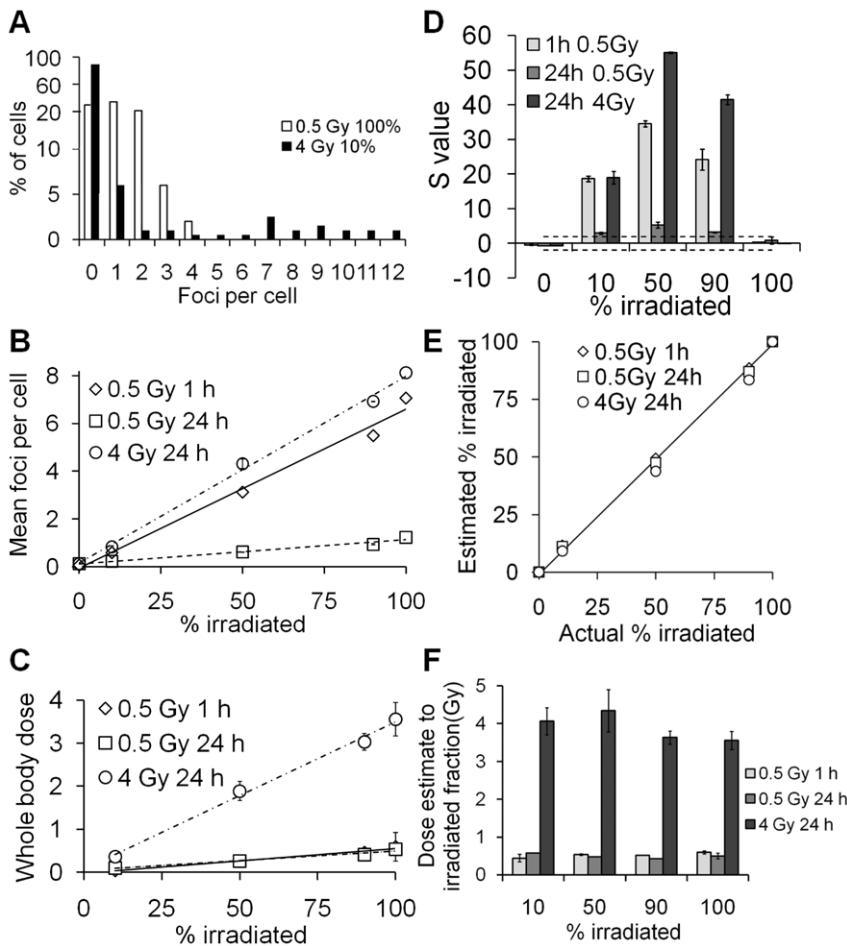 A
% of cells
100
60
20
10
5
0
0.5 Gy 100%
4 Gy 10%
0 1 2 3 4 5 6 7 8 9 10 11 12
Foci per cell
B
Mean foci per cell
8
6
4
2
0
0.5 Gy 1 h
0.5 Gy 24 h
4 Gy 24 h
0 25 50 75 100
% irradiated
C
Whole body dose
4
3
2
1
0
0.5 Gy 1 h
0.5 Gy 24 h
4 Gy 24 h
0 25 50 75 100
% irradiated
D
S value
60
50
40
30
20
10
0
-10
1h 0.5Gy
24h 0.5Gy
24h 4Gy
0 10 50 90 100
% irradiated
E
Estimated % irradiated
100
75
50
25
0
0.5Gy 1h
0.5Gy 24h
4Gy 24h
0 25 50 75 100
Actual % irradiated
F
Dose estimate to
irradiated fraction(Gy)
5
4
3
2
1
0
0.5 Gy 1 h
0.5 Gy 24 h
4 Gy 24 h
10 50 90 100
% irradiated